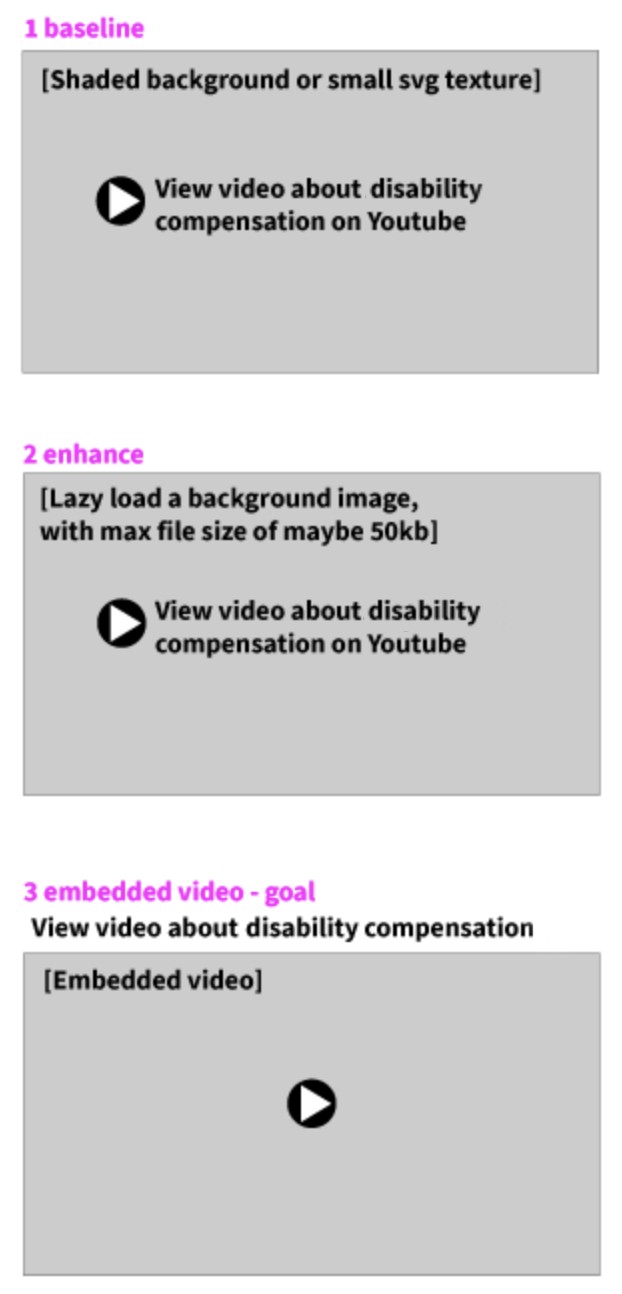 1 baseline
[Shaded background or small svg texture]
View video about disability
compensation on Youtube
2 enhance
[Lazy load a background image,
with max file size of maybe 50kb]
View video about disability
compensation on Youtube
3 embedded video - goal
View video about disability compensation
[Embedded video]